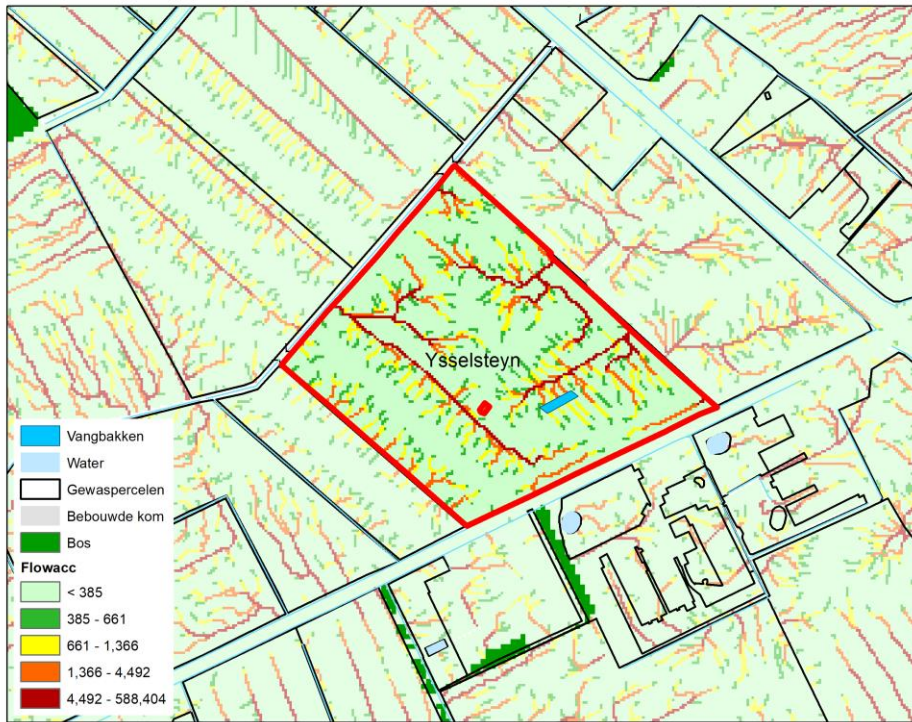 Ysselsteyn
Vangbakken
Water
Gewaspercelen
Bebouwde kom
Bos
Flowacc
< 385
385 - 661
661 - 1,366
1,366 - 4,492
4,492 - 588,404